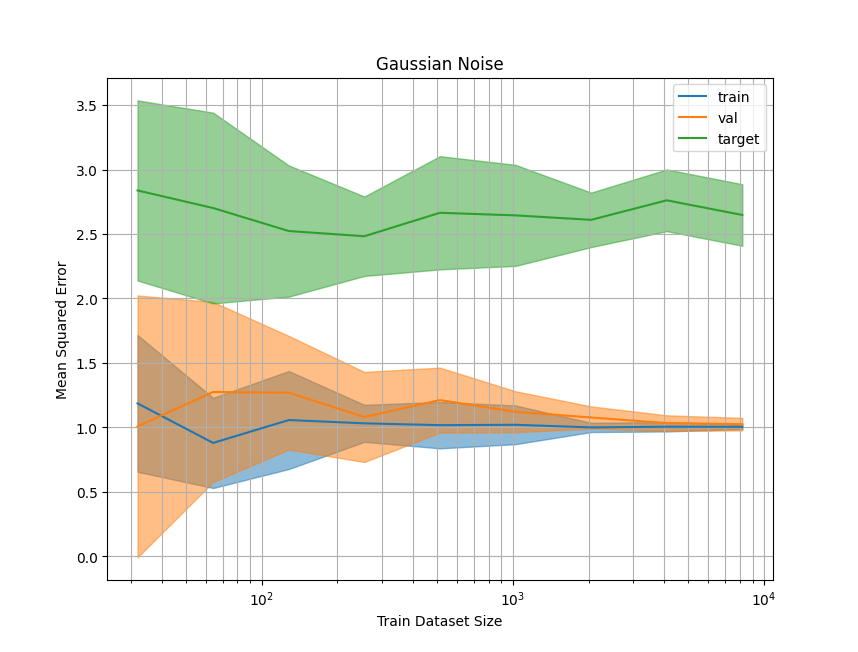 Gaussian Noise
train
val
target
3.5
3.0
2.5
2.0
1.5
1.0
0.5
0.0
Mean Squared Error
10²
10³
10⁴
Train Dataset Size